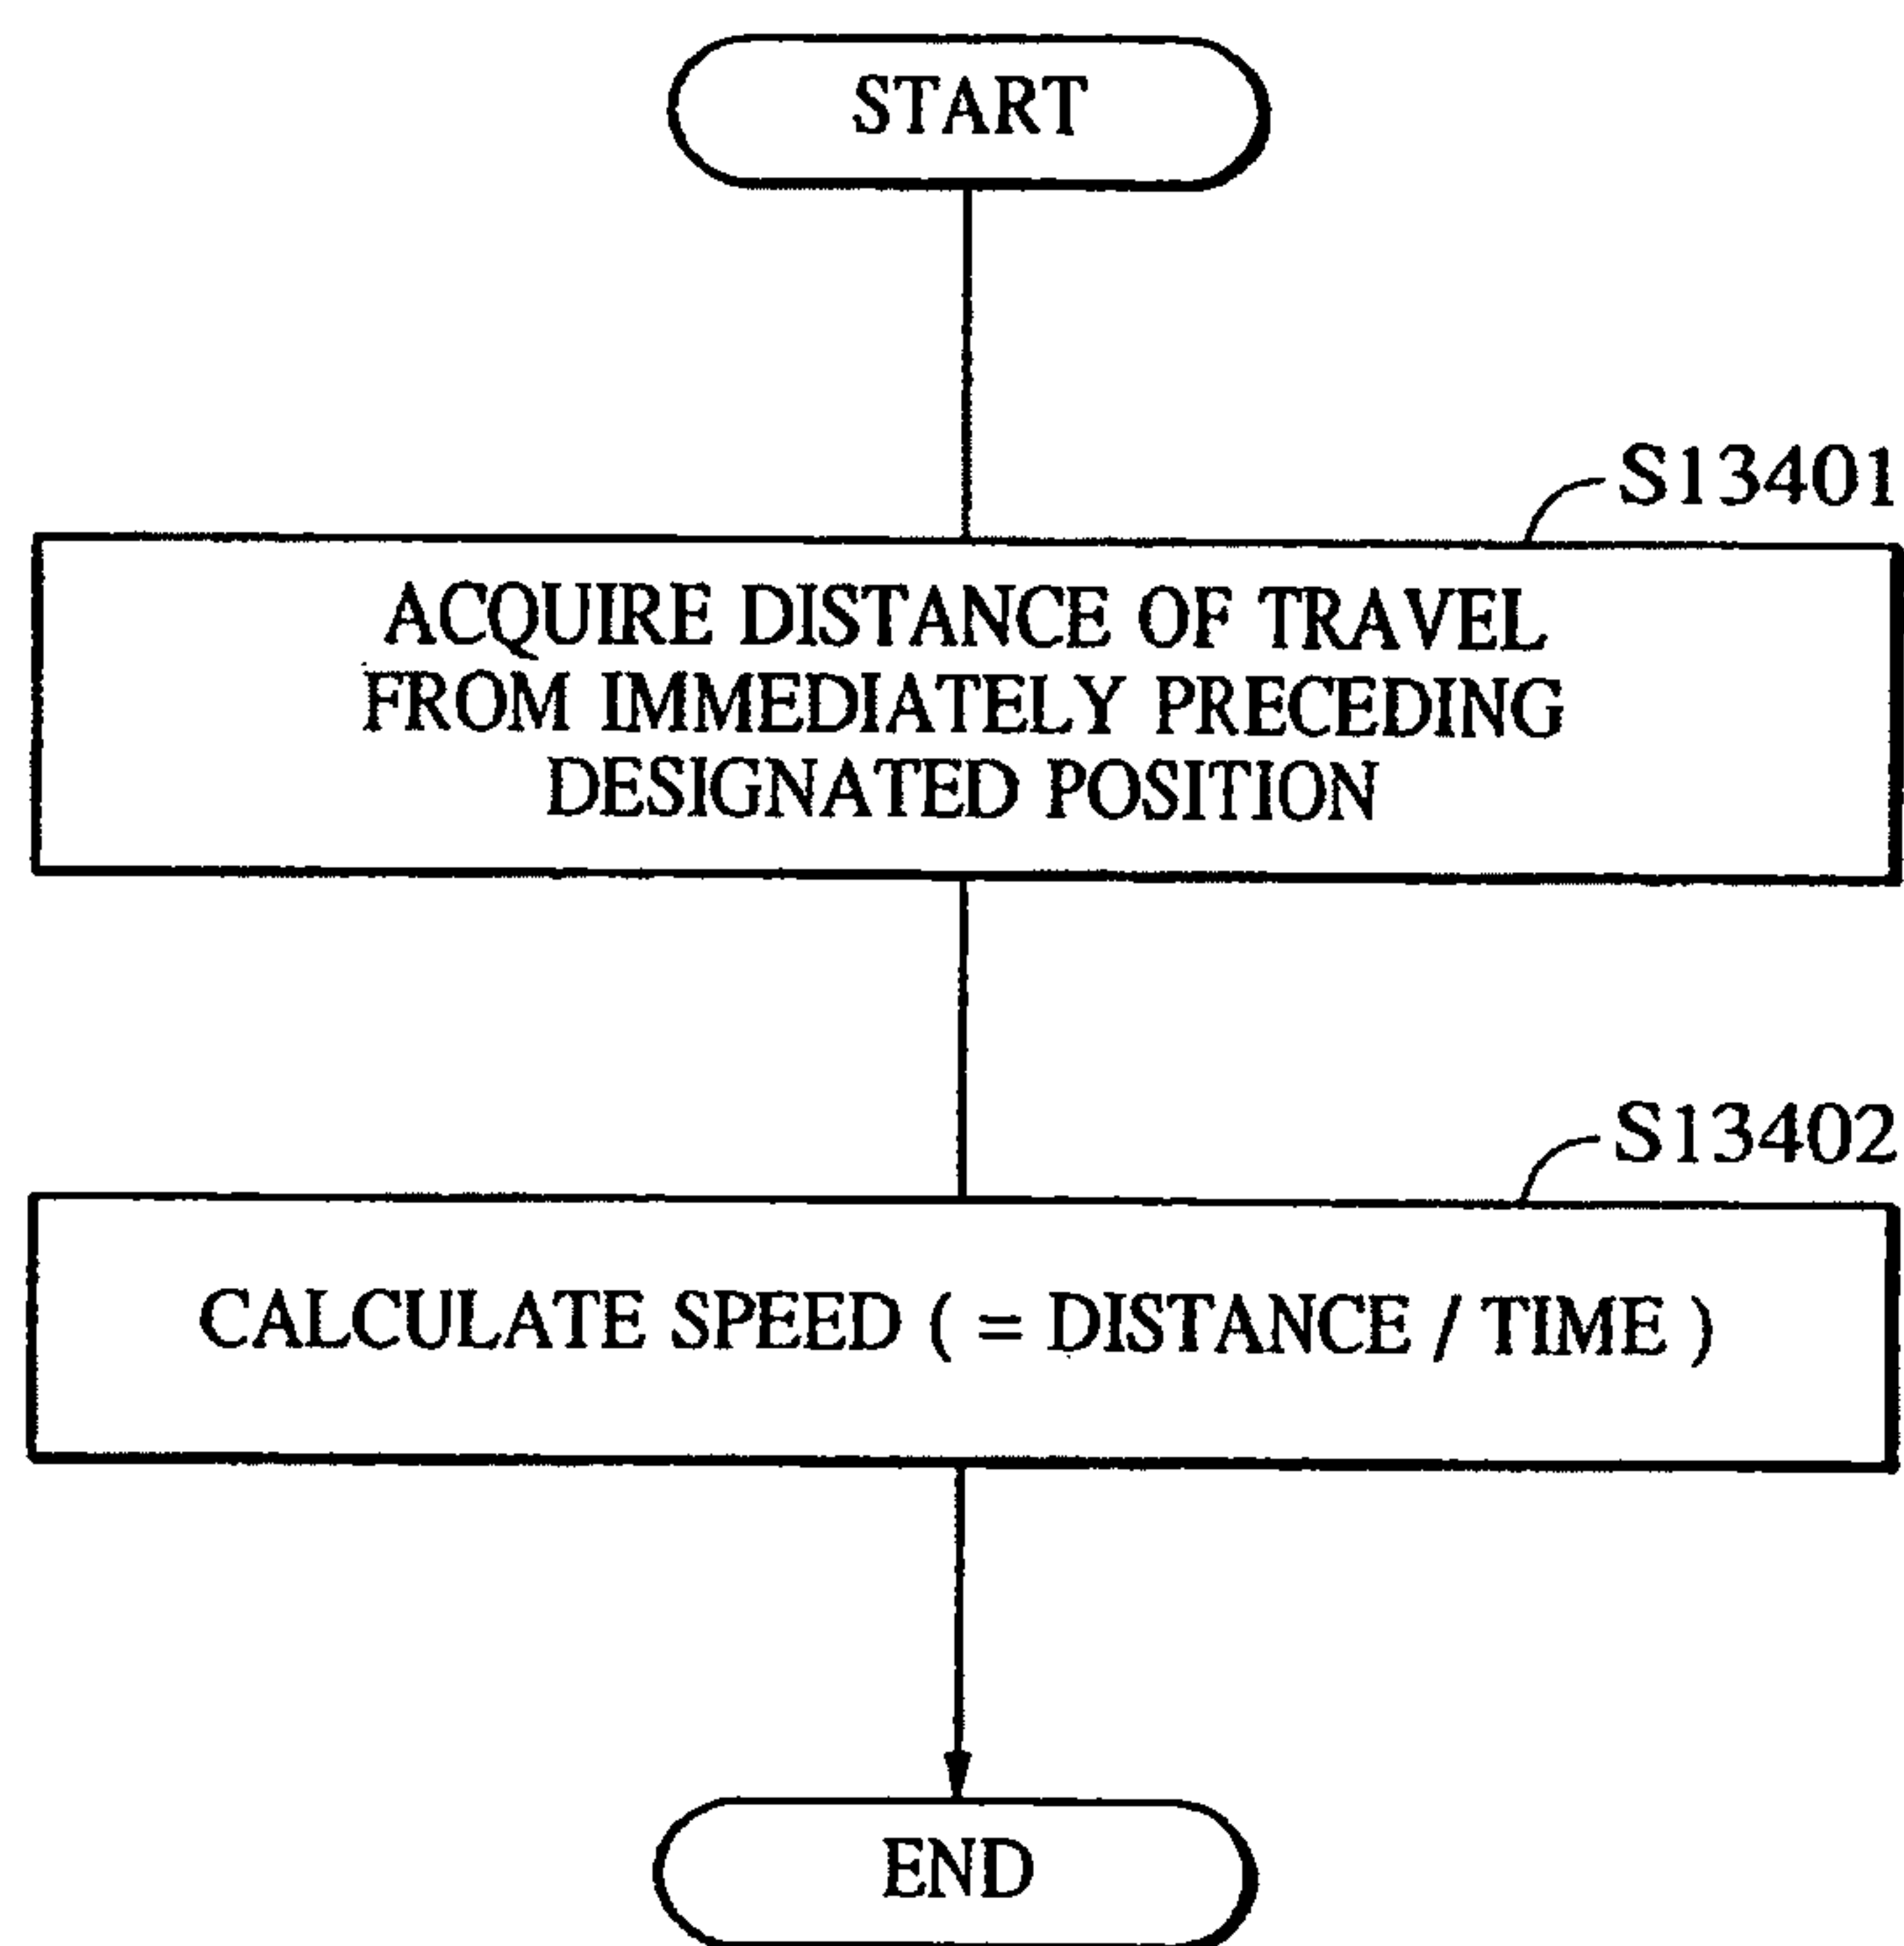 START
S13401
ACQUIRE DISTANCE OF TRAVEL
FROM IMMEDIATELY PRECEDING
DESIGNATED POSITION
S13402
CALCULATE SPEED ( = DISTANCE / TIME )
END